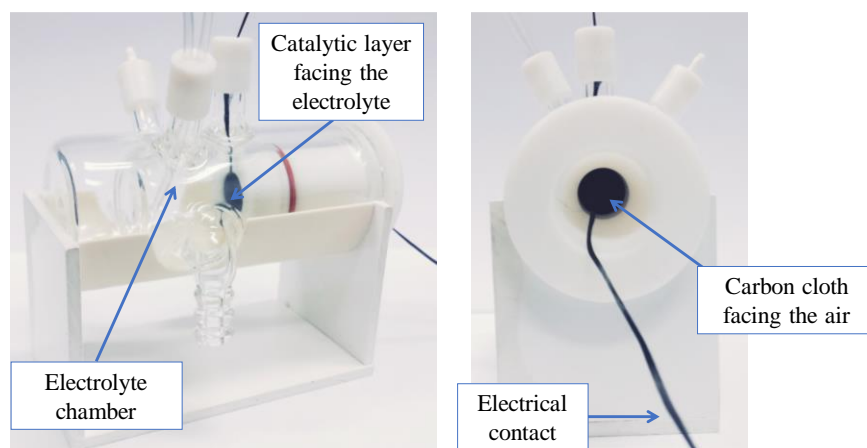 Catalytic layer
facing the
electrolyte
Electrolyte
chamber
Carbon cloth
facing the air
Electrical
contact